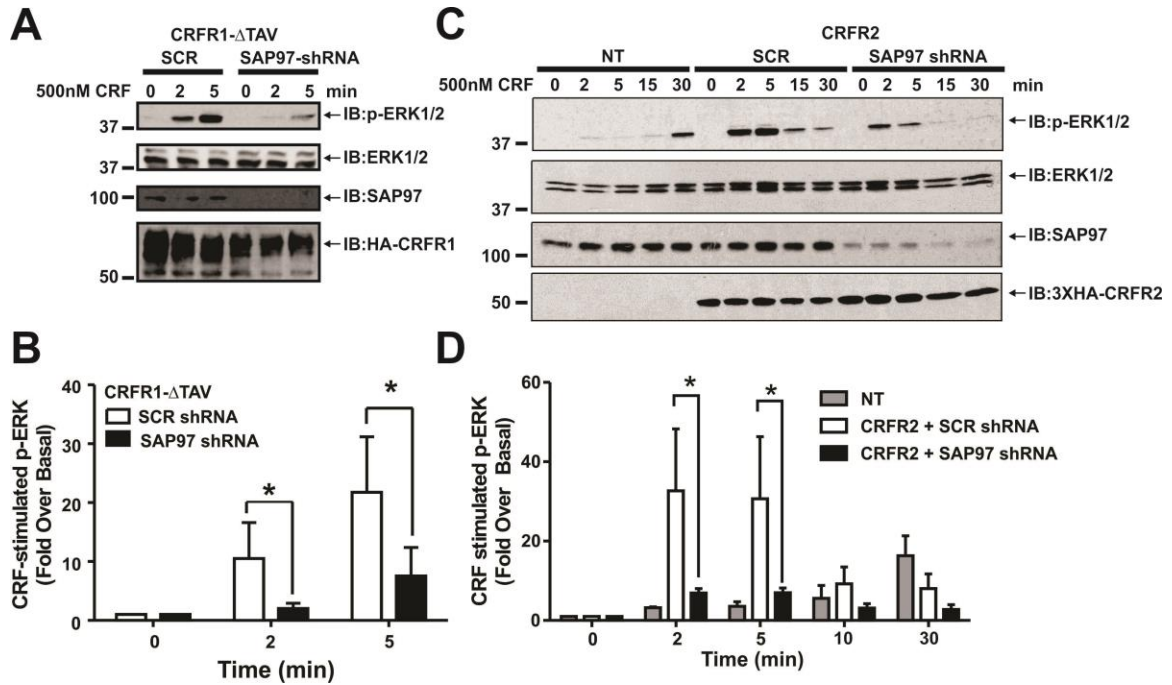 A
CRFR1-ΔTAV
SCR SAP97-shRNA
500nM CRF 0 2 5 0 2 5 min
37 IB:p-ERK1/2
37 IB:ERK1/2
100 IB:SAP97
IB:HA-CRFR1
50
C
CRFR2
NT SCR SAP97 shRNA
500nM CRF 0 2 5 15 30 0 2 5 15 30 0 2 5 15 30 min
IB:p-ERK1/2
37
IB:ERK1/2
37
IB:SAP97
100
50 IB:3XHA-CRFR2
B
CRFR1-ΔTAV
SCR shRNA
SAP97 shRNA
CRF-stimulated p-ERK
(Fold Over Basal)
40
30
20
10
0
* *
0 2 5
Time (min)
D
NT
CRFR2 + SCR shRNA
CRFR2 + SAP97 shRNA
CRF stimulated p-ERK
(Fold Over Basal)
60
40
20
0
* *
0 2 5 10 30
Time (min)